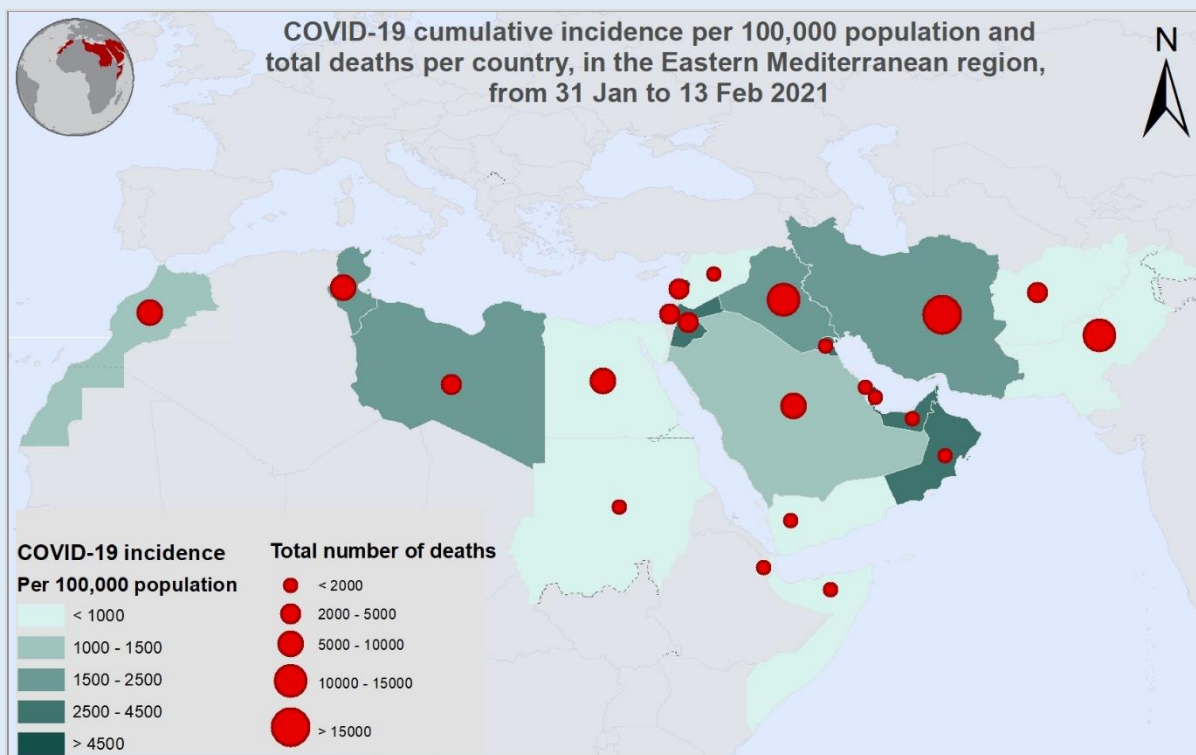 COVID-19 cumulative incidence per 100,000 population and
total deaths per country, in the Eastern Mediterranean region,
from 31 Jan to 13 Feb 2021
N
COVID-19 incidence
Per 100,000 population
< 1000
1000 - 1500
1500 - 2500
2500 - 4500
> 4500
Total number of deaths
< 2000
2000 - 5000
5000 - 10000
10000 - 15000
> 15000